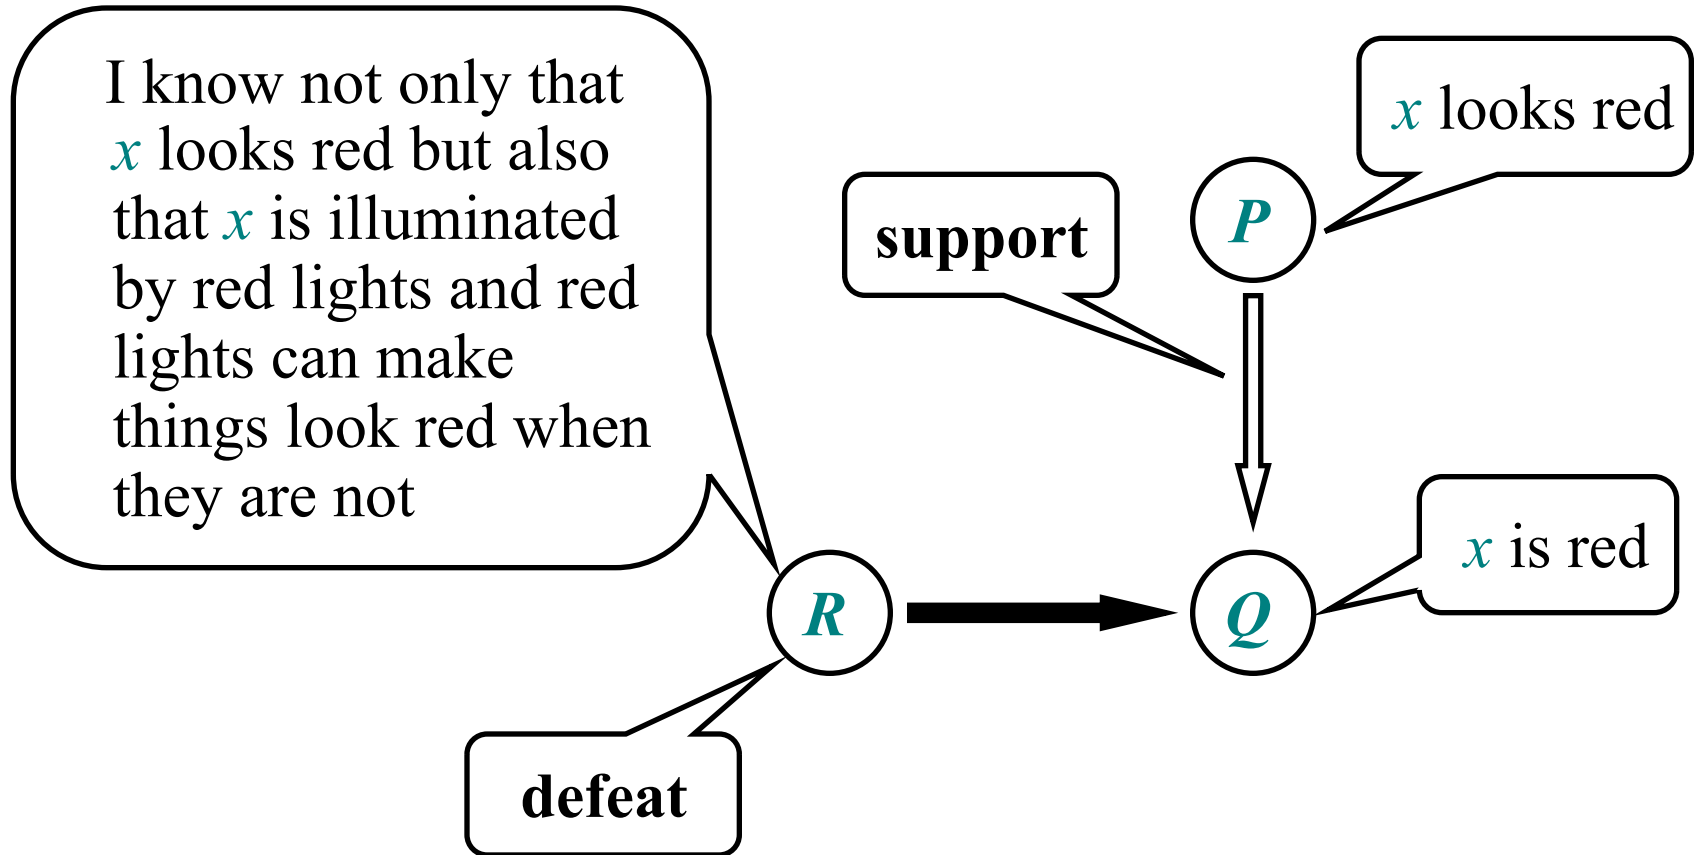 I know not only that
x looks red but also
that x is illuminated
by red lights and red
lights can make
things look red when
they are not
x looks red
support
P
x is red
R
Q
defeat